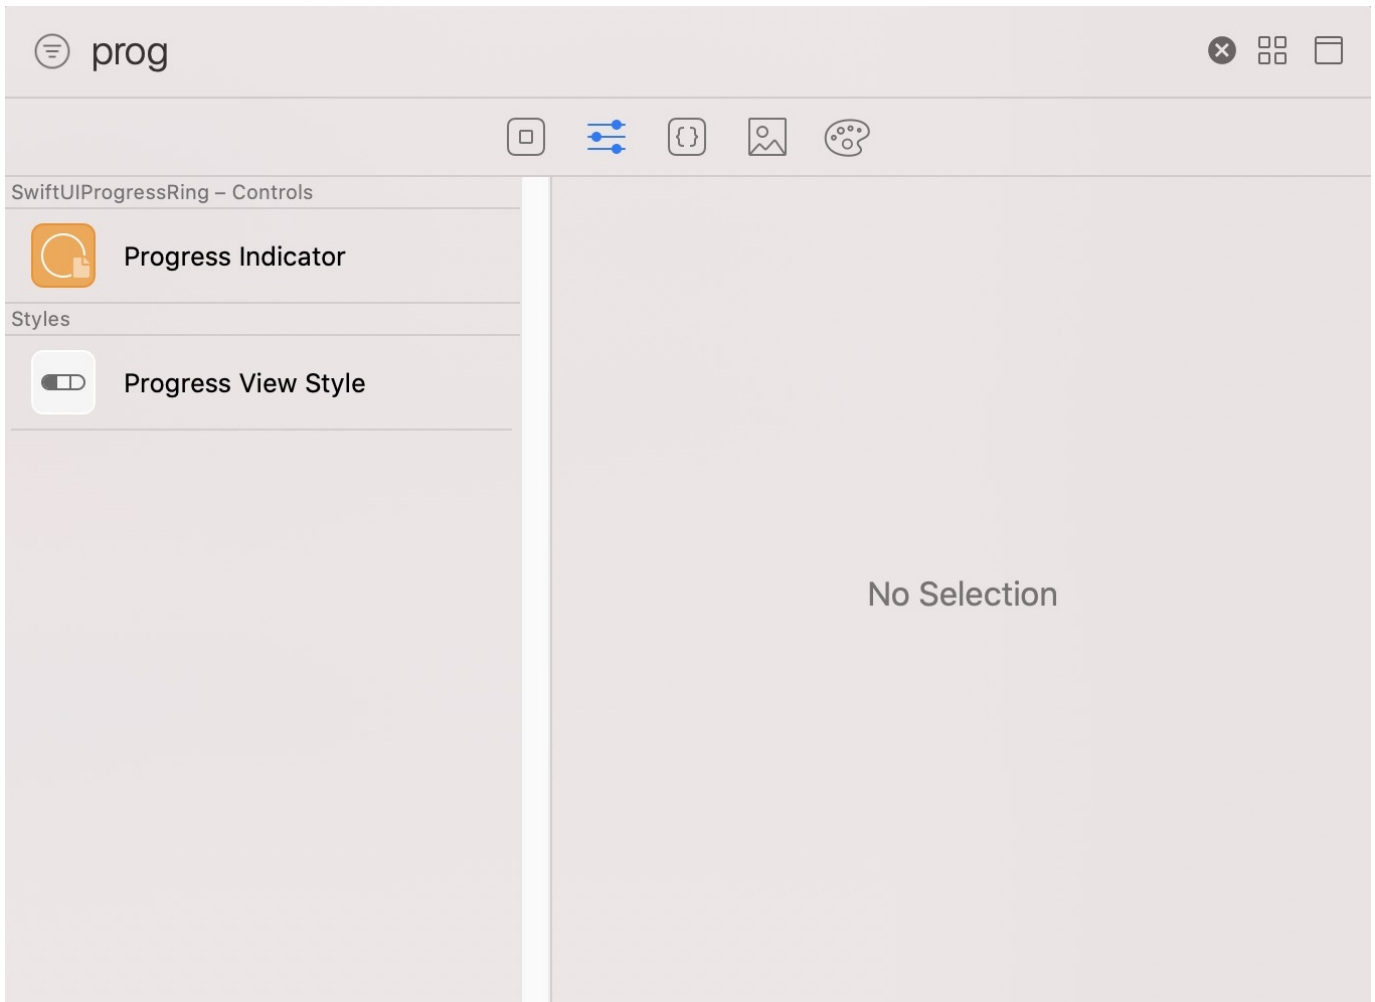 prog
SwiftUIProgressRing – Controls
Progress Indicator
Styles
Progress View Style
No Selection